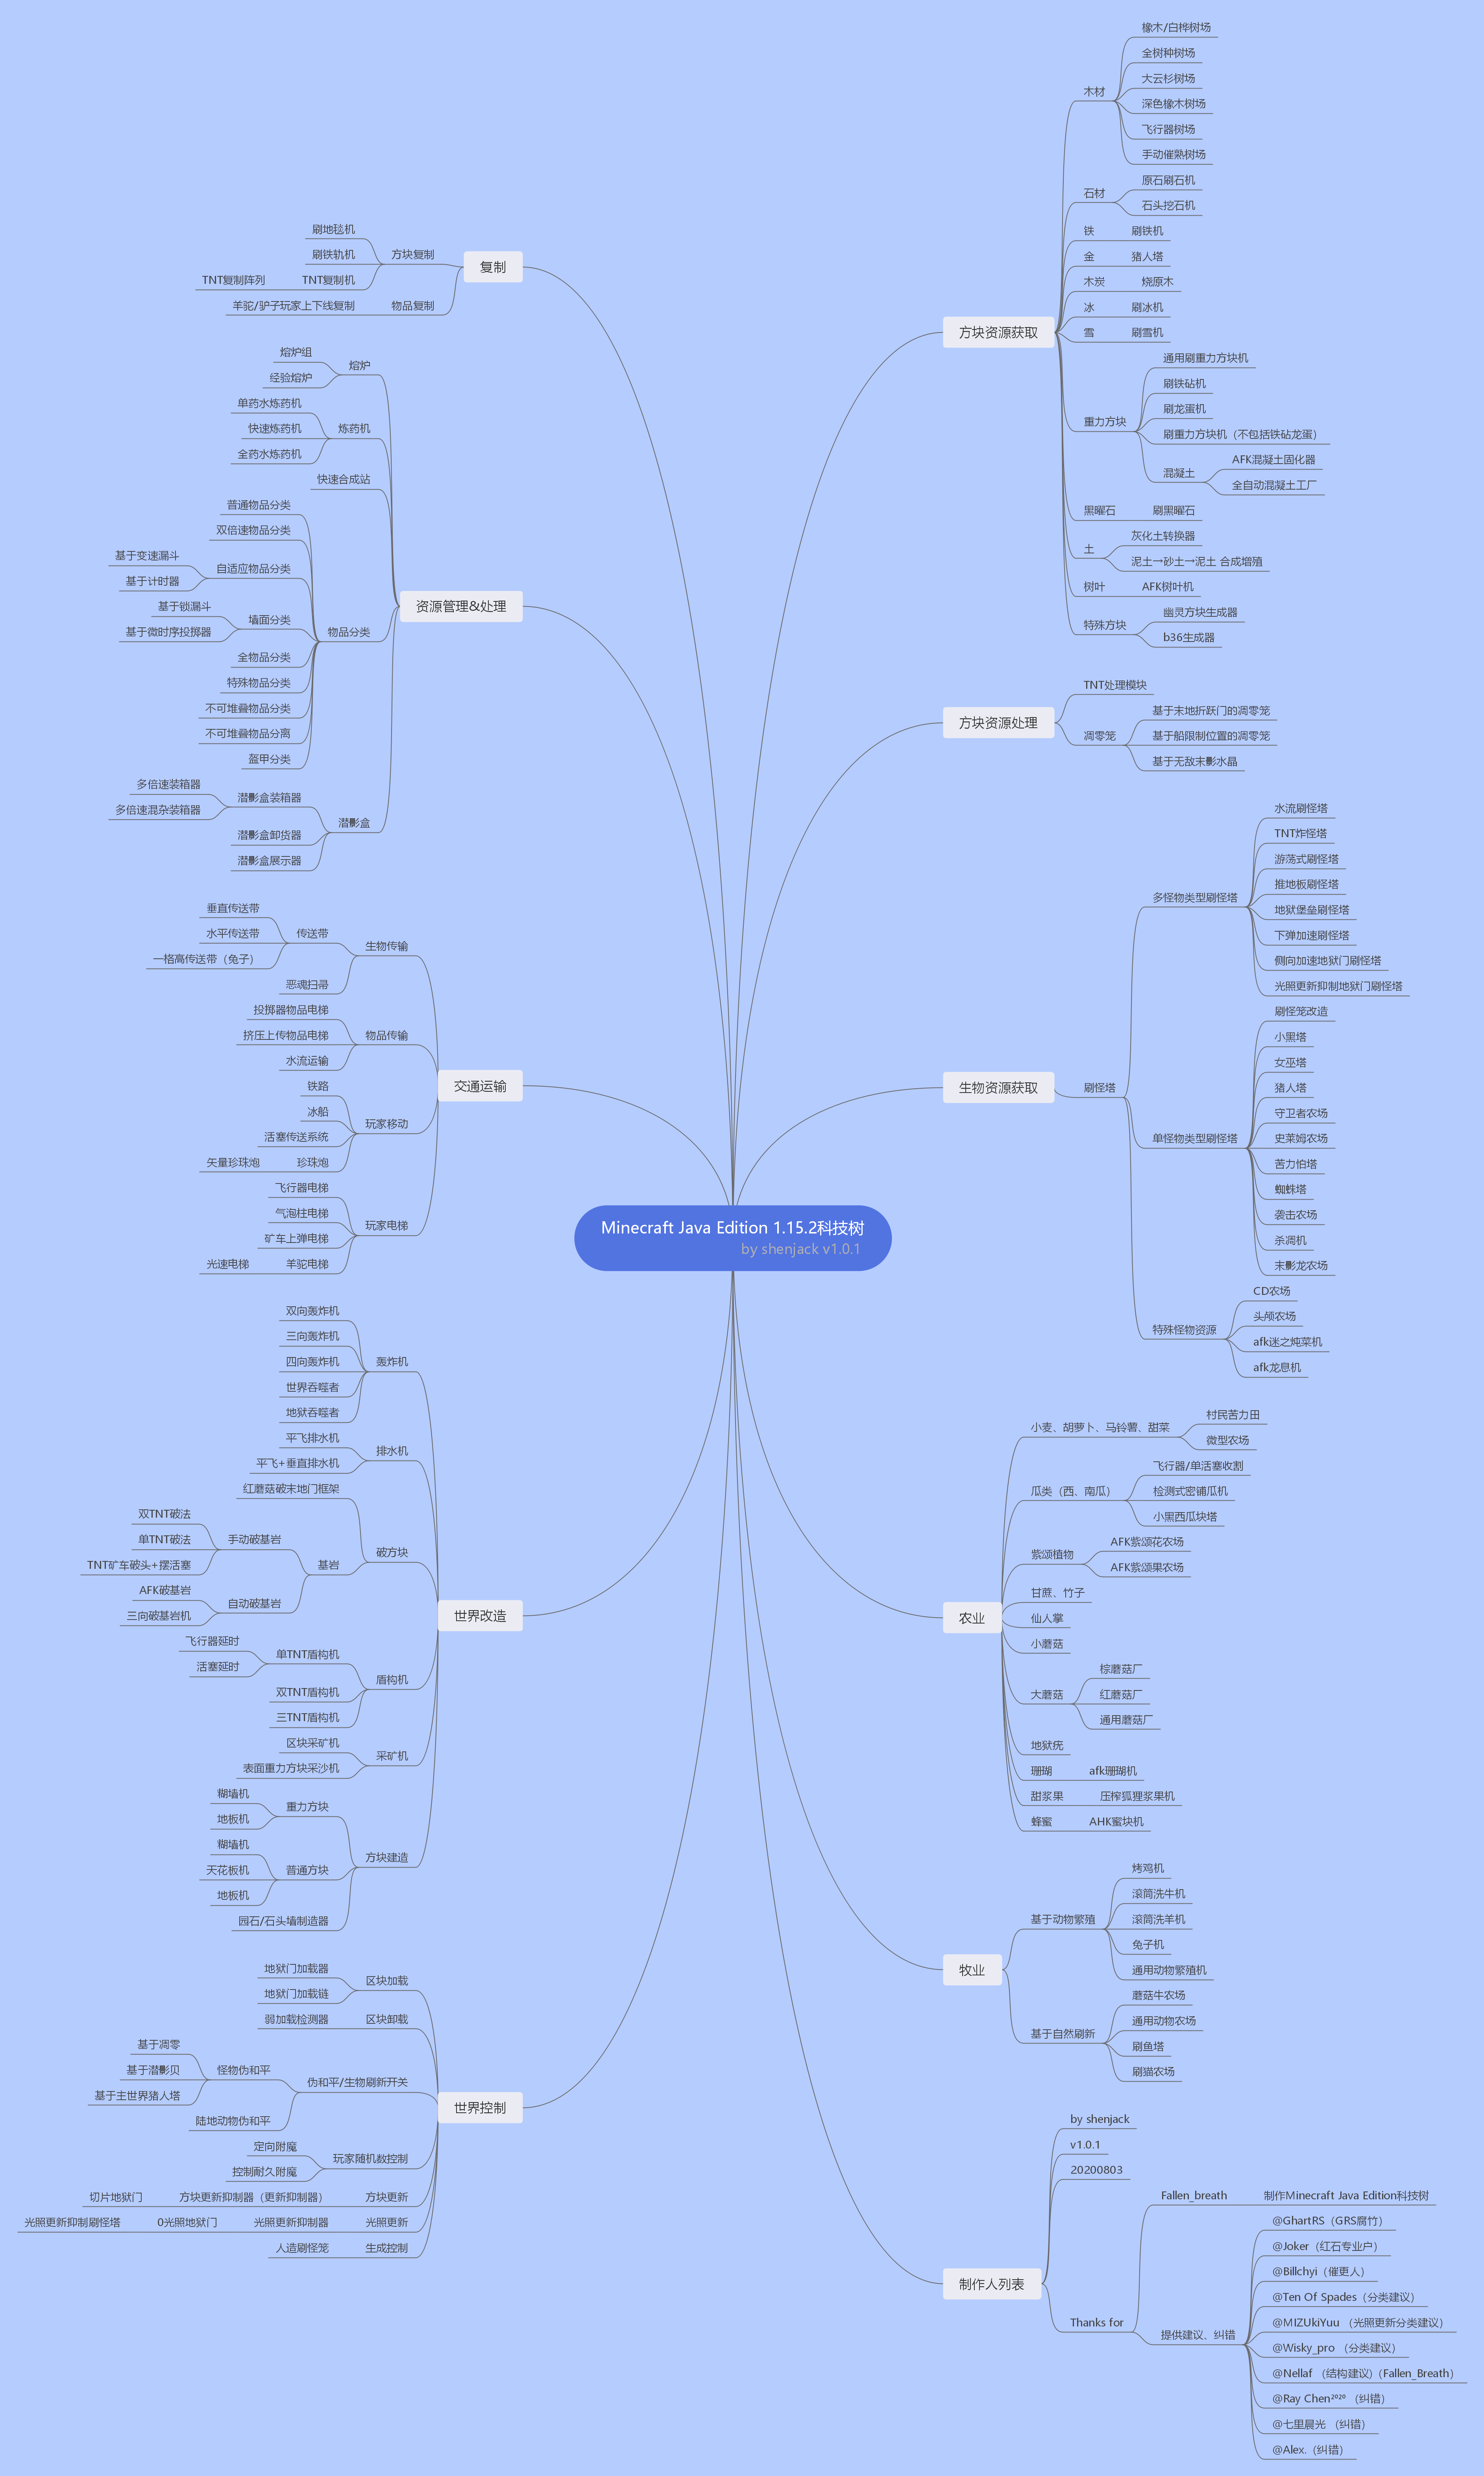 Minecraft Java Edition 1.15.2科技树
by shenjack v1.0.1
方块资源获取
木材
橡木/白桦树场
全树种树场
大云杉树场
深色橡木树场
飞行器树场
手动催熟树场
石材
原石刷石机
石头挖石机
铁
刷铁机
金
猪人塔
木炭
烧原木
冰
刷冰机
雪
刷雪机
重力方块
通用刷重力方块机
刷铁砧机
刷龙蛋机
刷重力方块机（不包括铁砧龙蛋）
混凝土
AFK混凝土固化器
全自动混凝土工厂
黑曜石
刷黑曜石
土
灰化土转换器
泥土→砂土→泥土 合成增殖
树叶
AFK树叶机
特殊方块
幽灵方块生成器
b36生成器
方块资源处理
TNT处理模块
凋零笼
基于末地折跃门的凋零笼
基于船限制位置的凋零笼
基于无敌末影水晶
生物资源获取
刷怪塔
多怪物类型刷怪塔
水流刷怪塔
TNT炸怪塔
游荡式刷怪塔
推地板刷怪塔
地狱堡垒刷怪塔
下弹加速刷怪塔
侧向加速地狱门刷怪塔
光照更新抑制地狱门刷怪塔
单怪物类型刷怪塔
刷怪笼改造
小黑塔
女巫塔
猪人塔
守卫者农场
史莱姆农场
苦力怕塔
蜘蛛塔
袭击农场
杀凋机
末影龙农场
特殊怪物资源
CD农场
头颅农场
afk迷之炖菜机
afk龙息机
农业
小麦、胡萝卜、马铃薯、甜菜
村民苦力田
微型农场
瓜类（西、南瓜）
飞行器/单活塞收割
检测式密铺瓜机
小黑西瓜块塔
紫颂植物
AFK紫颂花农场
AFK紫颂果农场
甘蔗、竹子
仙人掌
小蘑菇
大蘑菇
棕蘑菇厂
红蘑菇厂
通用蘑菇厂
地狱疣
珊瑚
afk珊瑚机
甜浆果
压榨狐狸浆果机
蜂蜜
AHK蜜块机
牧业
基于动物繁殖
烤鸡机
滚筒洗牛机
滚筒洗羊机
兔子机
通用动物繁殖机
基于自然刷新
蘑菇牛农场
通用动物农场
刷鱼塔
刷猫农场
制作人列表
by shenjack
v1.0.1
20200803
Thanks for
Fallen_breath
制作Minecraft Java Edition科技树
提供建议、纠错
@GhartRS（GRS腐竹）
@Joker（红石专业户）
@Billchyi（催更人）
@Ten Of Spades（分类建议）
@MIZUkiYuu （光照更新分类建议）
@Wisky_pro （分类建议）
@Nellaf （结构建议）（Fallen_Breath）
@Ray Chen²⁰²⁰ （纠错）
@七里晨光 （纠错）
@Alex.（纠错）
复制
方块复制
刷地毯机
刷铁轨机
TNT复制机
TNT复制阵列
物品复制
羊驼/驴子玩家上下线复制
资源管理&处理
熔炉
熔炉组
经验熔炉
炼药机
单药水炼药机
快速炼药机
全药水炼药机
快速合成站
物品分类
普通物品分类
双倍速物品分类
自适应物品分类
基于变速漏斗
基于计时器
墙面分类
基于锁漏斗
基于微时序投掷器
全物品分类
特殊物品分类
不可堆叠物品分类
不可堆叠物品分离
盔甲分类
潜影盒
潜影盒装箱器
多倍速装箱器
多倍速混杂装箱器
潜影盒卸货器
潜影盒展示器
交通运输
生物传输
传送带
垂直传送带
水平传送带
一格高传送带（兔子）
恶魂扫帚
物品传输
投掷器物品电梯
挤压上传物品电梯
水流运输
玩家移动
铁路
冰船
活塞传送系统
珍珠炮
矢量珍珠炮
玩家电梯
飞行器电梯
气泡柱电梯
矿车上弹电梯
羊驼电梯
光速电梯
世界改造
轰炸机
双向轰炸机
三向轰炸机
四向轰炸机
世界吞噬者
地狱吞噬者
排水机
平飞排水机
平飞+垂直排水机
破方块
红蘑菇破末地门框架
基岩
手动破基岩
双TNT破法
单TNT破法
TNT矿车破头+摆活塞
自动破基岩
AFK破基岩
三向破基岩机
盾构机
单TNT盾构机
飞行器延时
活塞延时
双TNT盾构机
三TNT盾构机
采矿机
区块采矿机
表面重力方块采沙机
方块建造
重力方块
糊墙机
地板机
普通方块
糊墙机
天花板机
地板机
园石/石头墙制造器
世界控制
区块加载
地狱门加载器
地狱门加载链
区块卸载
弱加载检测器
伪和平/生物刷新开关
怪物伪和平
基于凋零
基于潜影贝
基于主世界猪人塔
陆地动物伪和平
玩家随机数控制
定向附魔
控制耐久附魔
方块更新
方块更新抑制器（更新抑制器）
切片地狱门
光照更新
光照更新抑制器
0光照地狱门
光照更新抑制刷怪塔
生成控制
人造刷怪笼